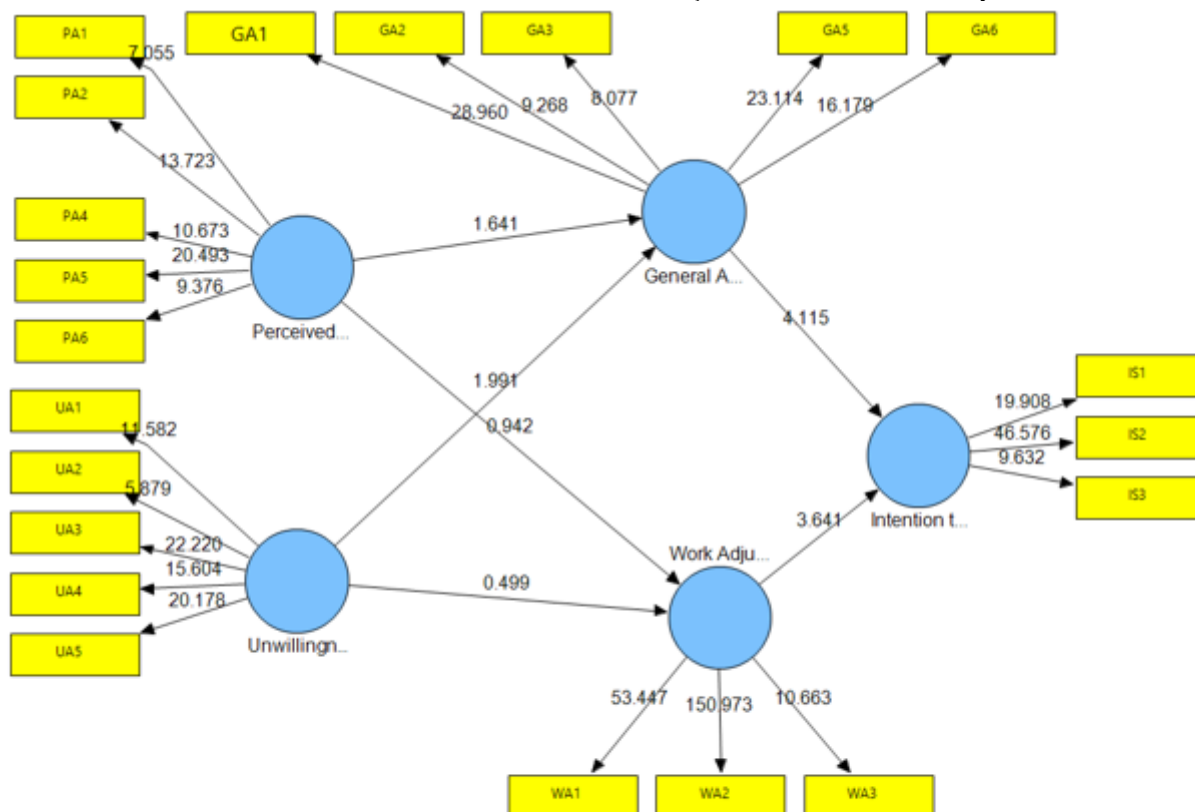 PA1
GA1
GA2
GA3
GA5
GA6
7.055
PA2
28.960
9.268
8.077
23.114
16.179
13.723
PA4
10.673
PA5
20.493
9.376
PA6
Perceived...
1.641
General A...
4.115
UA1
11.582
UA2
5.879
UA3
22.220
UA4
15.604
UA5
20.178
Unwillingn...
1.991
0.942
0.499
3.641
Intention t...
19.908
46.576
9.632
IS1
IS2
IS3
Work Adju...
53.447
150.973
10.663
WA1
WA2
WA3